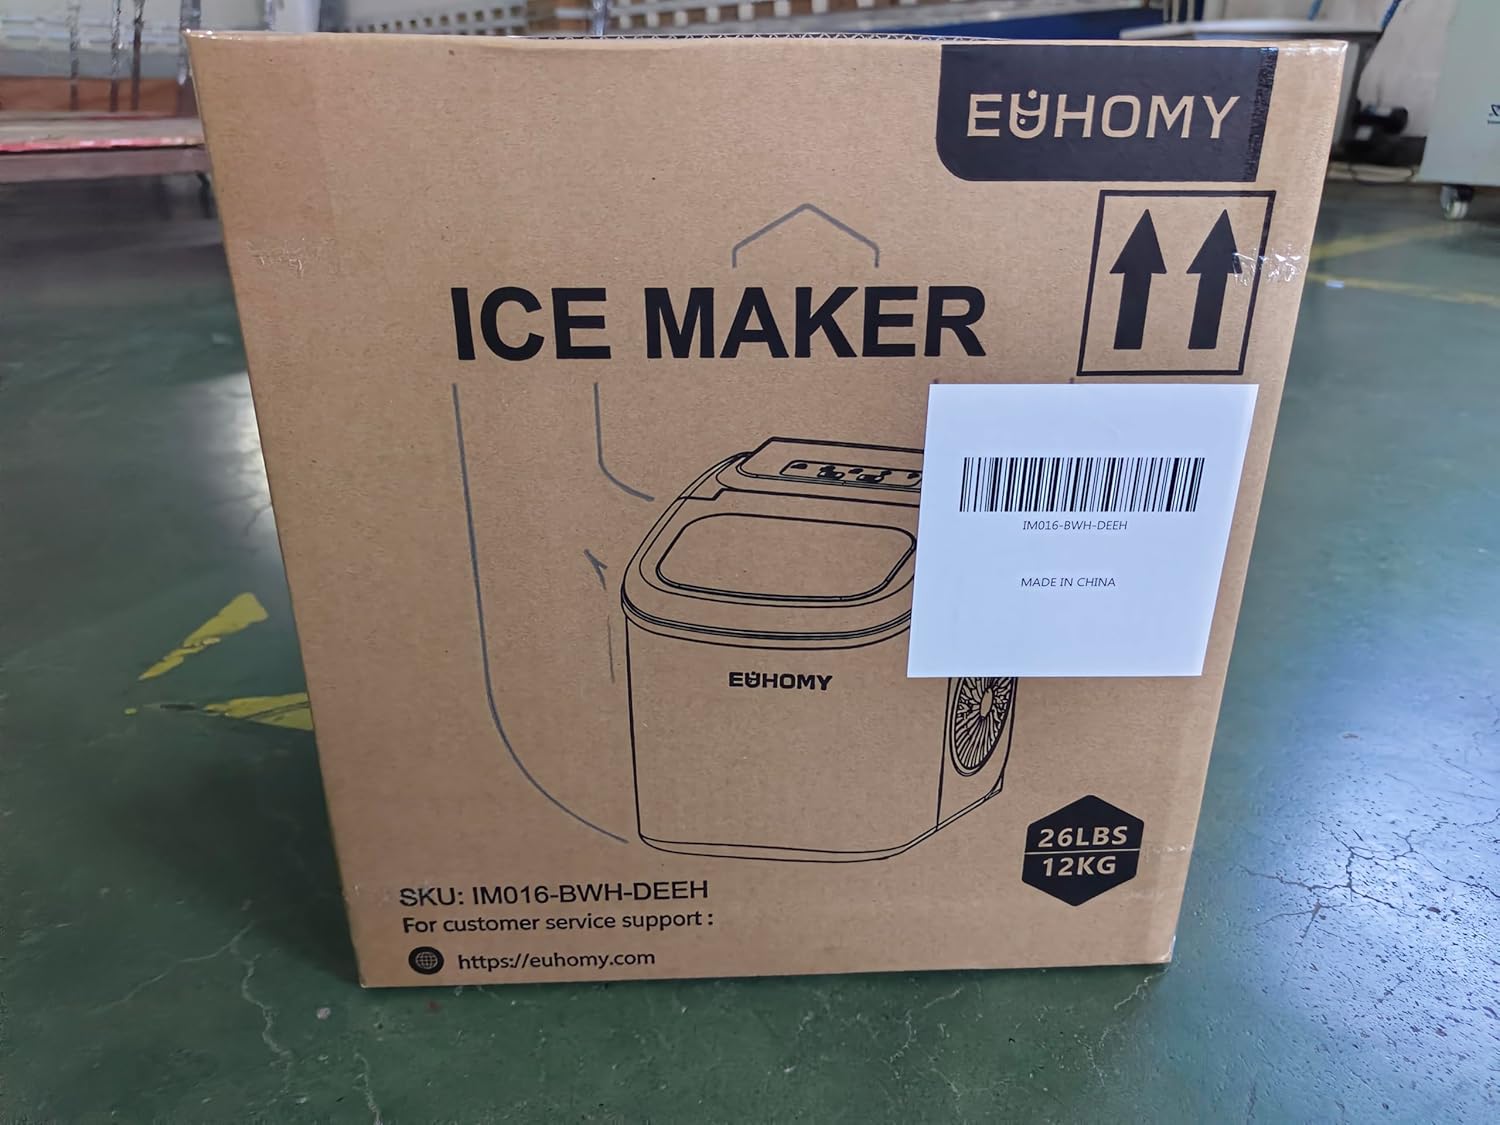 EUHOMY
ICE MAKER
IM016-BWH-DEEH
MADE IN CHINA
EUHOMY
26LBS
12KG
SKU: IM016-BWH-DEEH
For customer service support :
https://euhomy.com